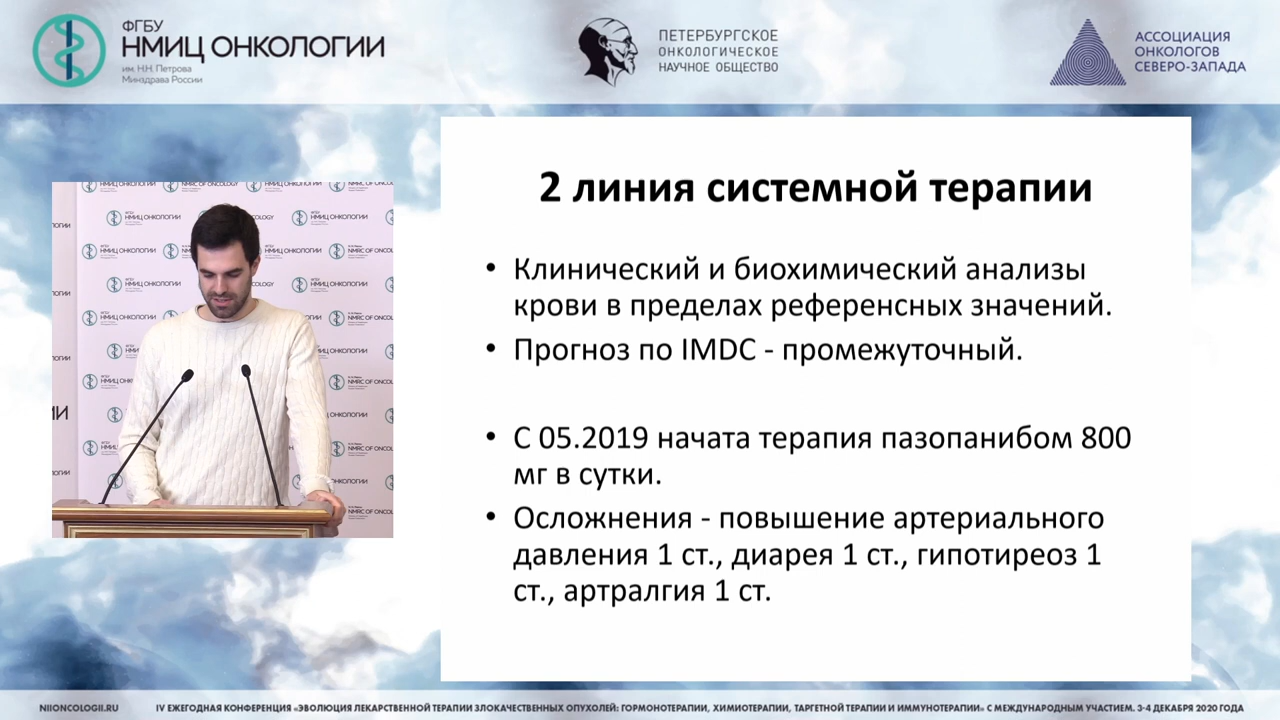 ФГБУ
НМИЦ ОНКОЛОГИИ
им. Н.Н. Петрова
Минздрава России
ПЕТЕРБУРГСКОЕ
ОНКОЛОГИЧЕСКОЕ
НАУЧНОЕ ОБЩЕСТВО
АССОЦИАЦИЯ
ОНКОЛОГОВ
СЕВЕРО-ЗАПАДА
2 линия системной терапии
• Клинический и биохимический анализы
крови в пределах референсных значений.
• Прогноз по IMDC - промежуточный.
• С 05.2019 начата терапия пазопанибом 800
мг в сутки.
• Осложнения - повышение артериального
давления 1 ст., диарея 1 ст., гипотиреоз 1
ст., артралгия 1 ст.
NIIONCOLOGII.RU
IV ЕЖЕГОДНАЯ КОНФЕРЕНЦИЯ «ЭВОЛЮЦИЯ ЛЕКАРСТВЕННОЙ ТЕРАПИИ ЗЛОКАЧЕСТВЕННЫХ ОПУХОЛЕЙ: ГОРМОНОТЕРАПИИ, ХИМИОТЕРАПИИ, ТАРГЕТНОЙ ТЕРАПИИ И ИММУНОТЕРАПИИ» С МЕЖДУНАРОДНЫМ УЧАСТИЕМ. 3-4 ДЕКАБРЯ 2020 ГОДА